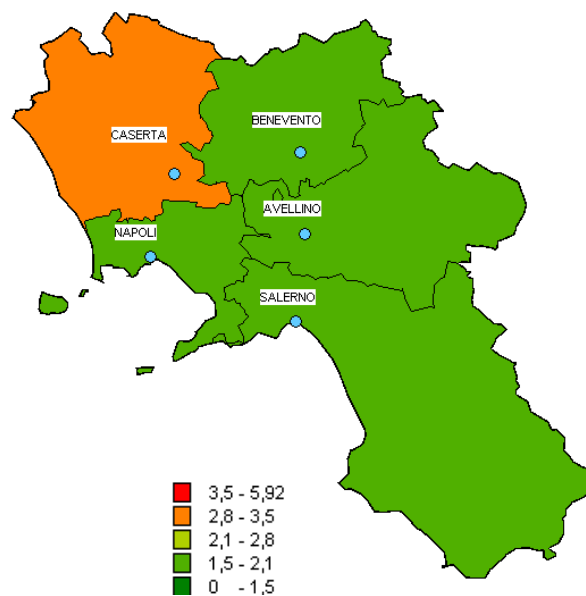 BENEVENTO
CASERTA
AVELLINO
NAPOLI
SALERNO
3,5 - 5,92
2,8 - 3,5
2,1 - 2,8
1,5 - 2,1
0 - 1,5